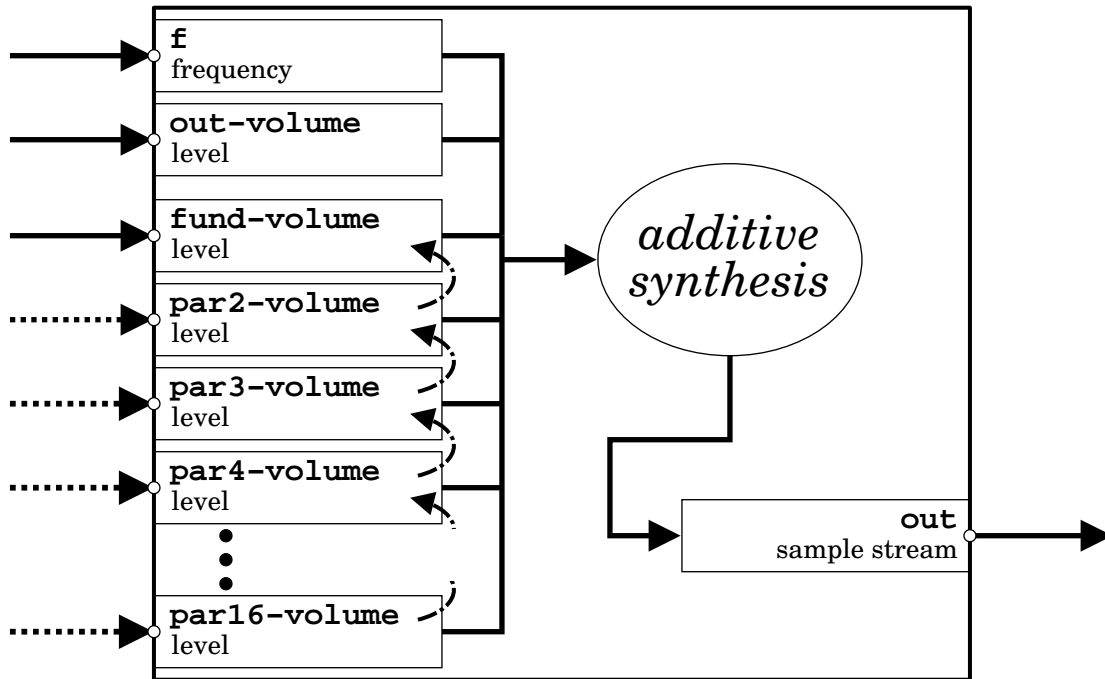 f
frequency
out-volume
level
fund-volume
level
par2-volume
level
par3-volume
level
par4-volume
level
par16-volume
level
additive
synthesis
out
sample stream